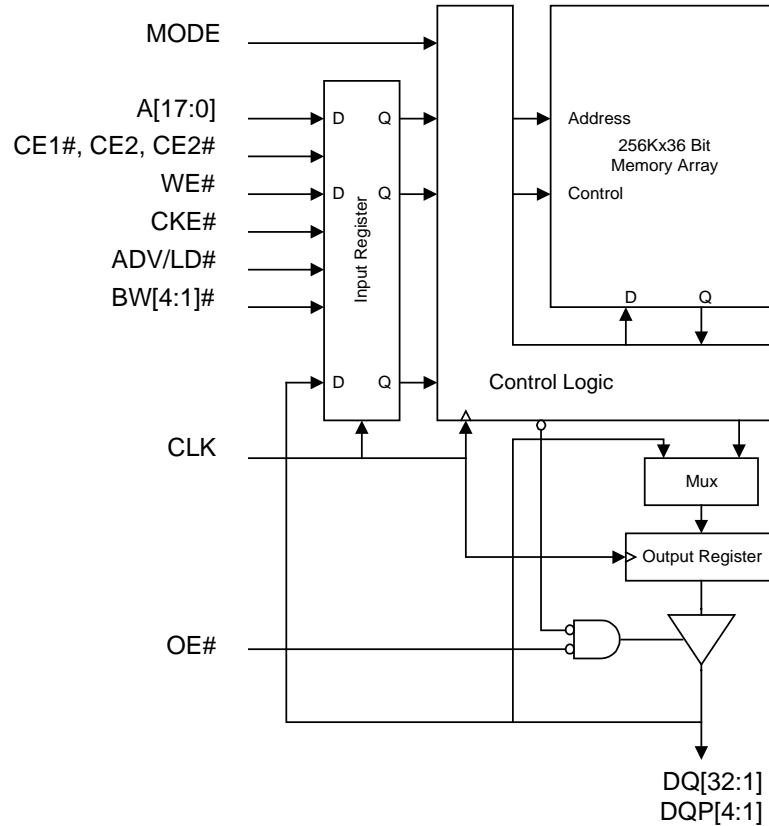 MODE
A[17:0]
CE1#, CE2, CE2#
WE#
CKE#
ADV/LD#
BW[4:1]#
CLK
OE#
D Q
D Q
D Q
Input Register
Address
256Kx36 Bit
Memory Array
Control
D Q
Control Logic
Mux
Output Register
DQ[32:1]
DQP[4:1]